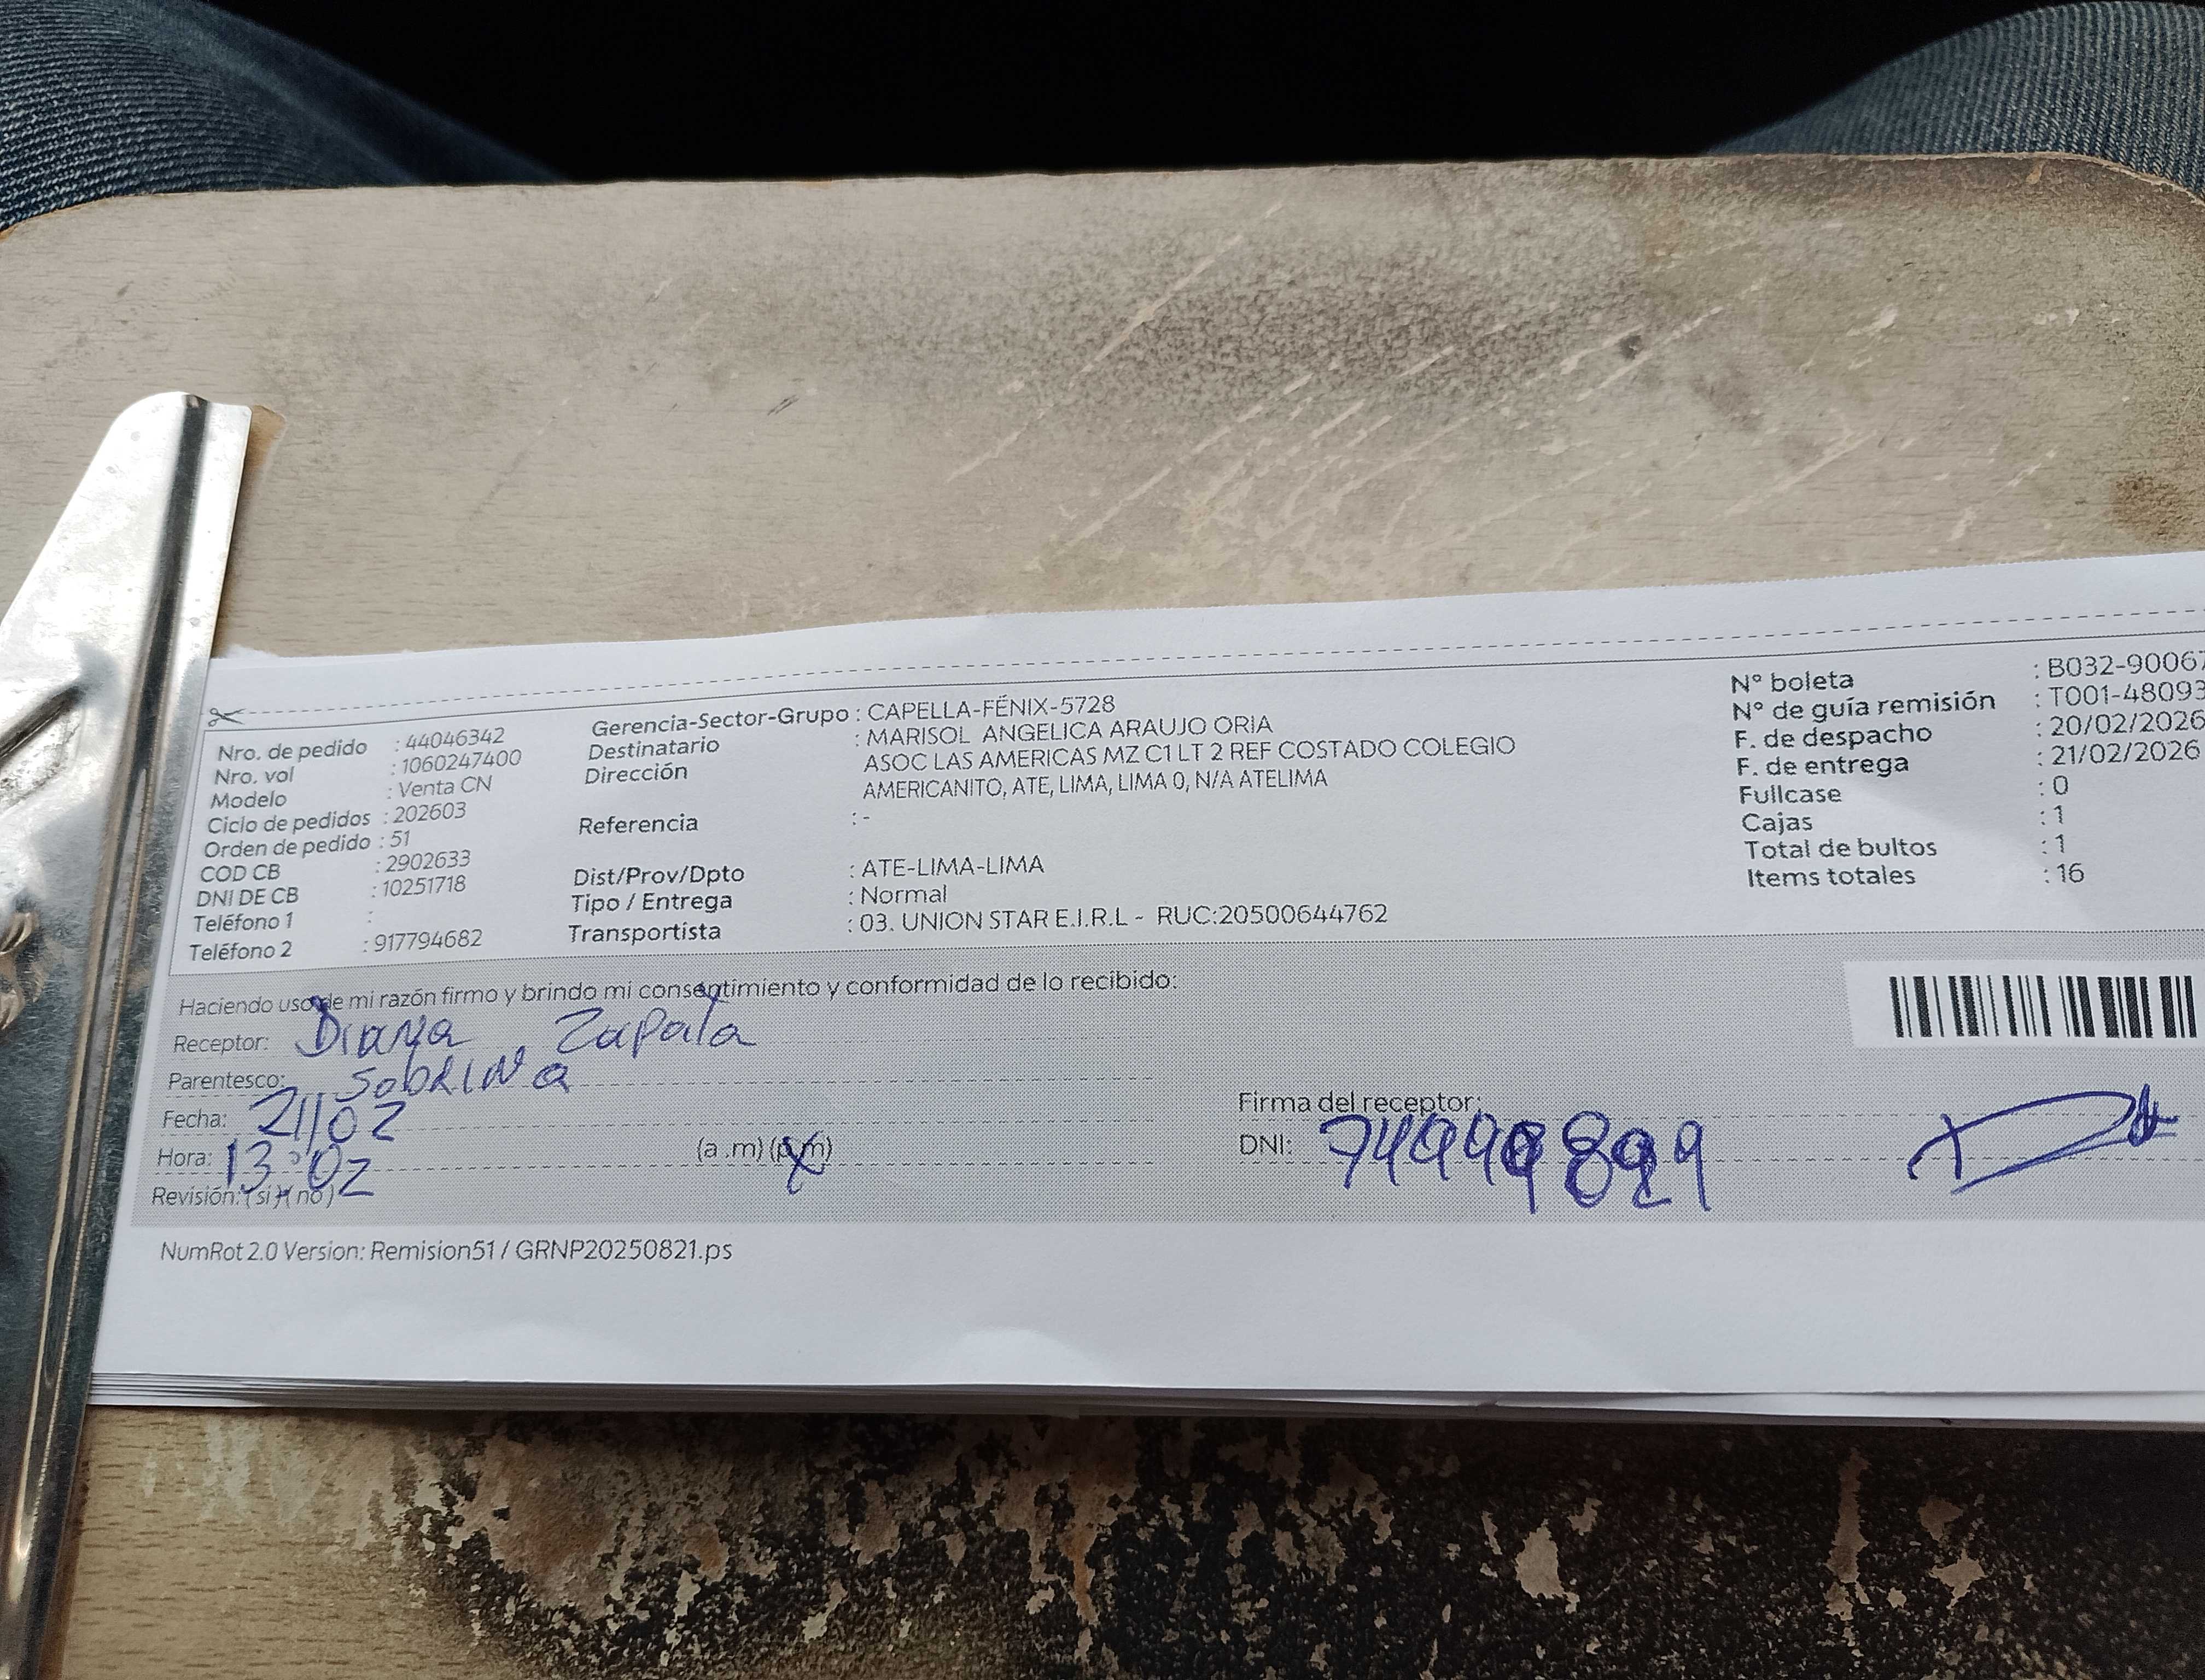 Nro. de pedido : 44046342
Nro. vol : 1060247400
Modelo : Venta CN
Ciclo de pedidos : 202603
Orden de pedido : 51
COD CB : 2902633
DNI DE CB : 10251718
Teléfono 1 :
Teléfono 2 : 917794682
Gerencia-Sector-Grupo : CAPELLA-FÉNIX-5728
Destinatario : MARISOL ANGELICA ARAUJO ORIA
Dirección ASOC LAS AMERICAS MZ C1 LT 2 REF COSTADO COLEGIO
AMERICANITO, ATE, LIMA, LIMA 0, N/A ATELIMA
Referencia : -
Dist/Prov/Dpto : ATE-LIMA-LIMA
Tipo / Entrega : Normal
Transportista : 03. UNION STAR E.I.R.L - RUC:20500644762
N° boleta : B032-90067
N° de guía remisión : T001-48093
F. de despacho : 20/02/2026
F. de entrega : 21/02/2026
Fullcase : 0
Cajas : 1
Total de bultos : 1
Items totales : 16
Haciendo uso de mi razón firmo y brindo mi consentimiento y conformidad de lo recibido:
Receptor: Diana Zapata
Parentesco: sobrina
Fecha: 21/02
Hora: 13:02 (a .m) (p.m)
Revisión: ( si ) ( no )
Firma del receptor:
DNI:
NumRot 2.0 Version: Remision51 / GRNP20250821.ps